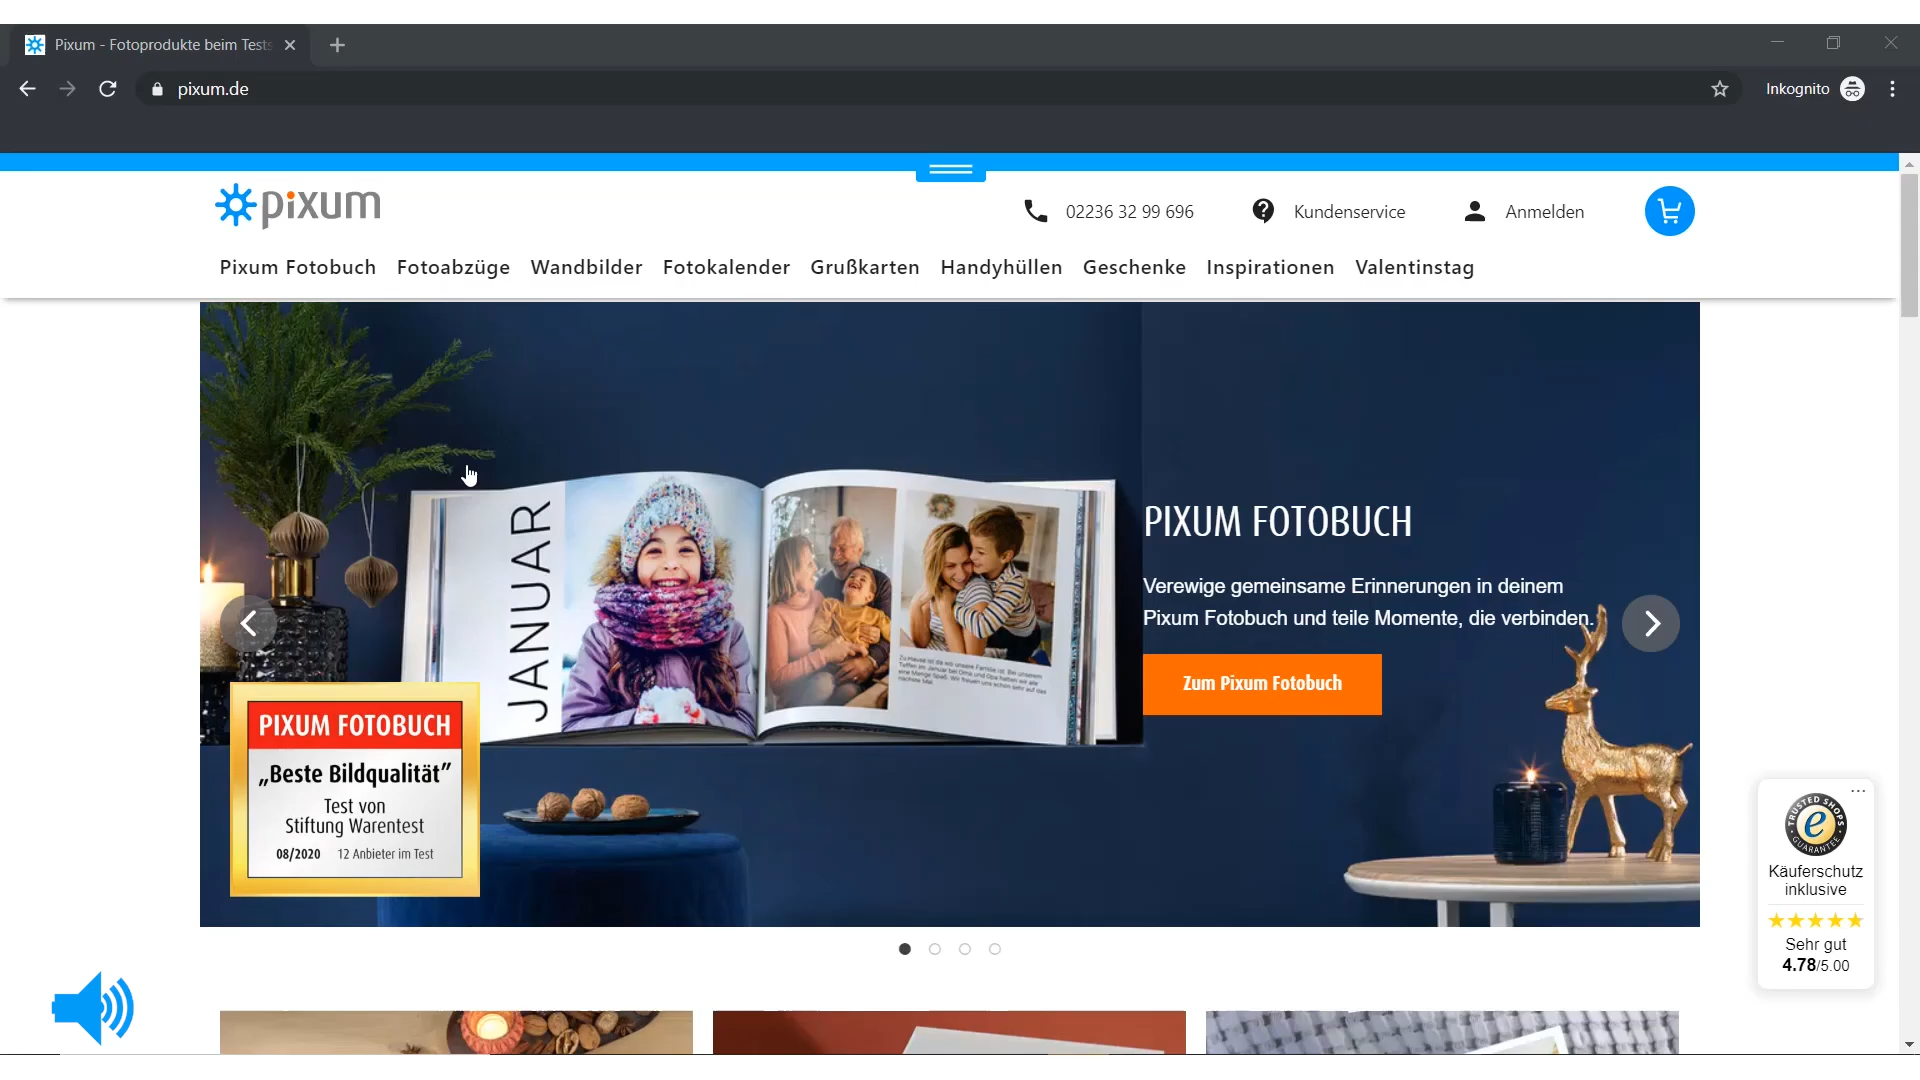 Pixum - Fotoprodukte beim Tests
pixum.de
Inkognito
pixum
02236 32 99 696
Kundenservice
Anmelden
Pixum Fotobuch Fotoabzüge Wandbilder Fotokalender Grußkarten Handyhüllen Geschenke Inspirationen Valentinstag
JANUAR
PIXUM FOTOBUCH
Verewige gemeinsame Erinnerungen in deinem
Pixum Fotobuch und teile Momente, die verbinden.
Zum Pixum Fotobuch
PIXUM FOTOBUCH
„Beste Bildqualität”
Test von
Stiftung Warentest
08/2020 12 Anbieter im Test
TRUSTED SHOPS
e
GUARANTEE
Käuferschutz
inklusive
Sehr gut
4.78/5.00